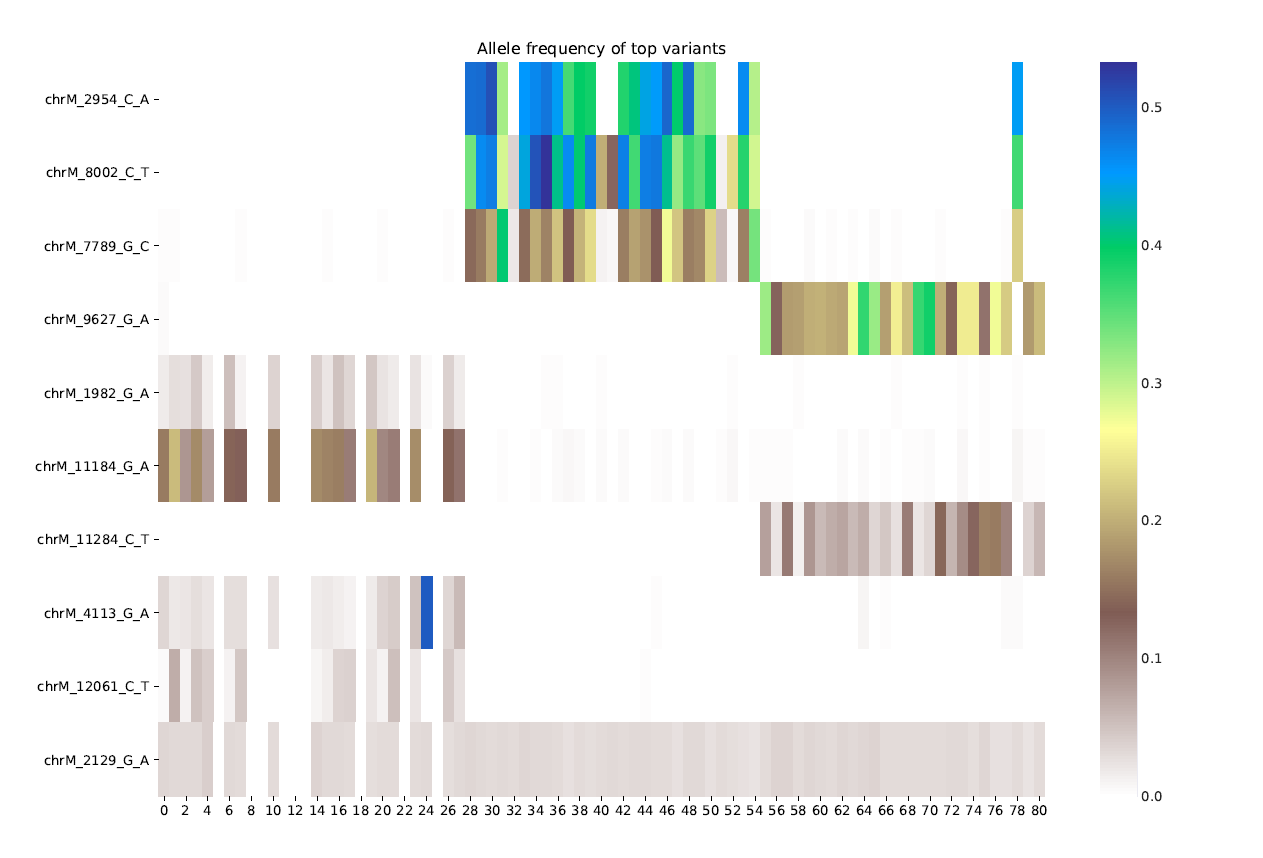 Allele frequency of top variants
chrM_2954_C_A
chrM_8002_C_T
chrM_7789_G_C
chrM_9627_G_A
chrM_1982_G_A
chrM_11184_G_A
chrM_11284_C_T
chrM_4113_G_A
chrM_12061_C_T
chrM_2129_G_A
0 2 4 6 8 10 12 14 16 18 20 22 24 26 28 30 32 34 36 38 40 42 44 46 48 50 52 54 56 58 60 62 64 66 68 70 72 74 76 78 80
0.5
0.4
0.3
0.2
0.1
0.0